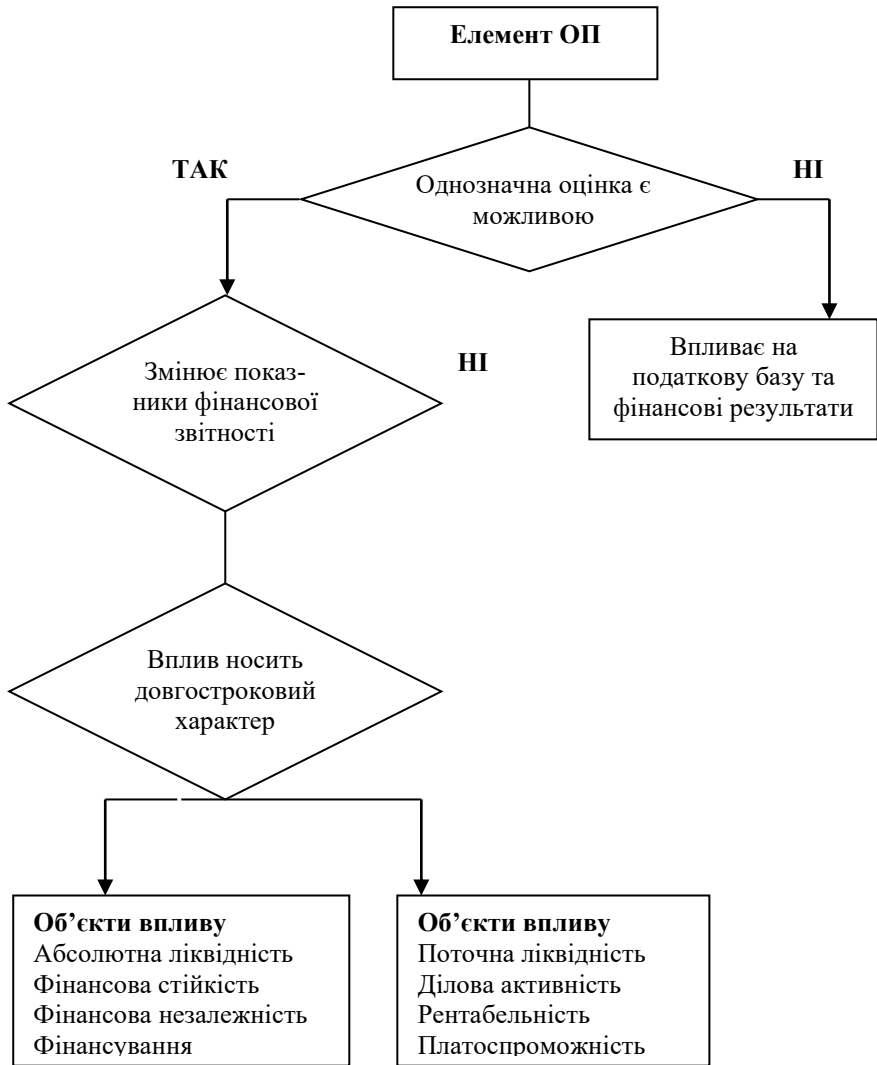 Елемент ОП
ТАК
НІ
Однозначна оцінка є
можливою
Змінює показ-
ники фінансової
звітності
НІ
Впливає на
податкову базу та
фінансові результати
Вплив носить
довгостроковий
характер
Об’єкти впливу
Абсолютна ліквідність
Фінансова стійкість
Фінансова незалежність
Фінансування
Об’єкти впливу
Поточна ліквідність
Ділова активність
Рентабельність
Платоспроможність